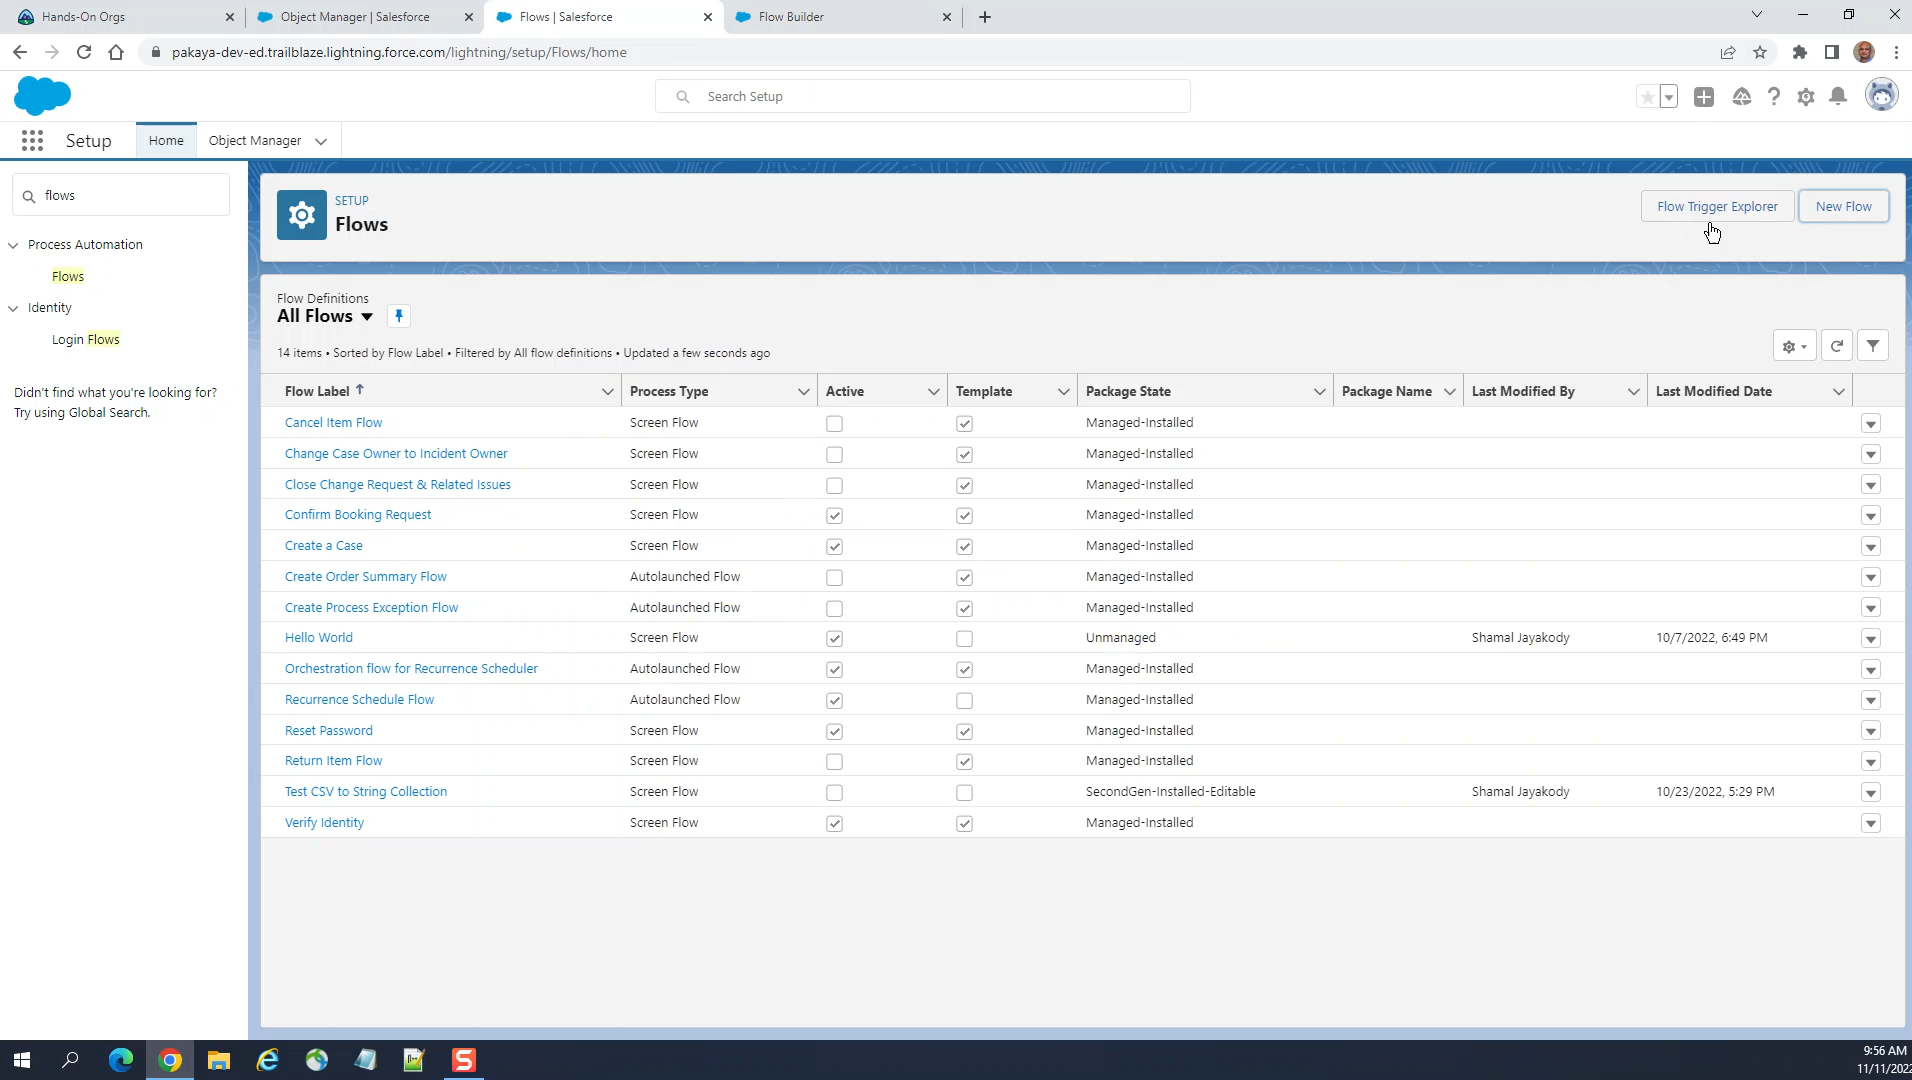 Hands-On Orgs
Object Manager | Salesforce
Flows | Salesforce
Flow Builder
pakaya-dev-ed.trailblaze.lightning.force.com/lightning/setup/Flows/home
Search Setup
Setup
Home
Object Manager
flows
Process Automation
Flows
Identity
Login Flows
Didn't find what you're looking for?
Try using Global Search.
SETUP
Flows
Flow Trigger Explorer
New Flow
Flow Definitions
All Flows
14 items • Sorted by Flow Label • Filtered by All flow definitions • Updated a few seconds ago
Flow Label Process Type Active Template Package State Package Name Last Modified By Last Modified Date
Cancel Item Flow Screen Flow Managed-Installed
Change Case Owner to Incident Owner Screen Flow Managed-Installed
Close Change Request & Related Issues Screen Flow Managed-Installed
Confirm Booking Request Screen Flow Managed-Installed
Create a Case Screen Flow Managed-Installed
Create Order Summary Flow Autolaunched Flow Managed-Installed
Create Process Exception Flow Autolaunched Flow Managed-Installed
Hello World Screen Flow Unmanaged Shamal Jayakody 10/7/2022, 6:49 PM
Orchestration flow for Recurrence Scheduler Autolaunched Flow Managed-Installed
Recurrence Schedule Flow Autolaunched Flow Managed-Installed
Reset Password Screen Flow Managed-Installed
Return Item Flow Screen Flow Managed-Installed
Test CSV to String Collection Screen Flow SecondGen-Installed-Editable Shamal Jayakody 10/23/2022, 5:29 PM
Verify Identity Screen Flow Managed-Installed
9:56 AM
11/11/2022